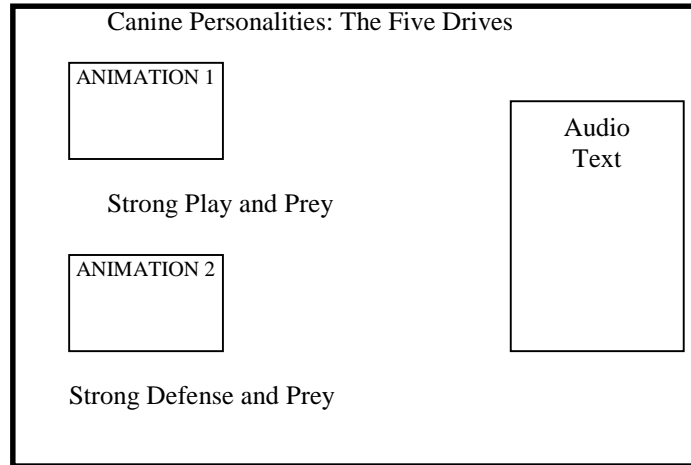 Canine Personalities: The Five Drives
ANIMATION 1
Audio
Text
Strong Play and Prey
ANIMATION 2
Strong Defense and Prey